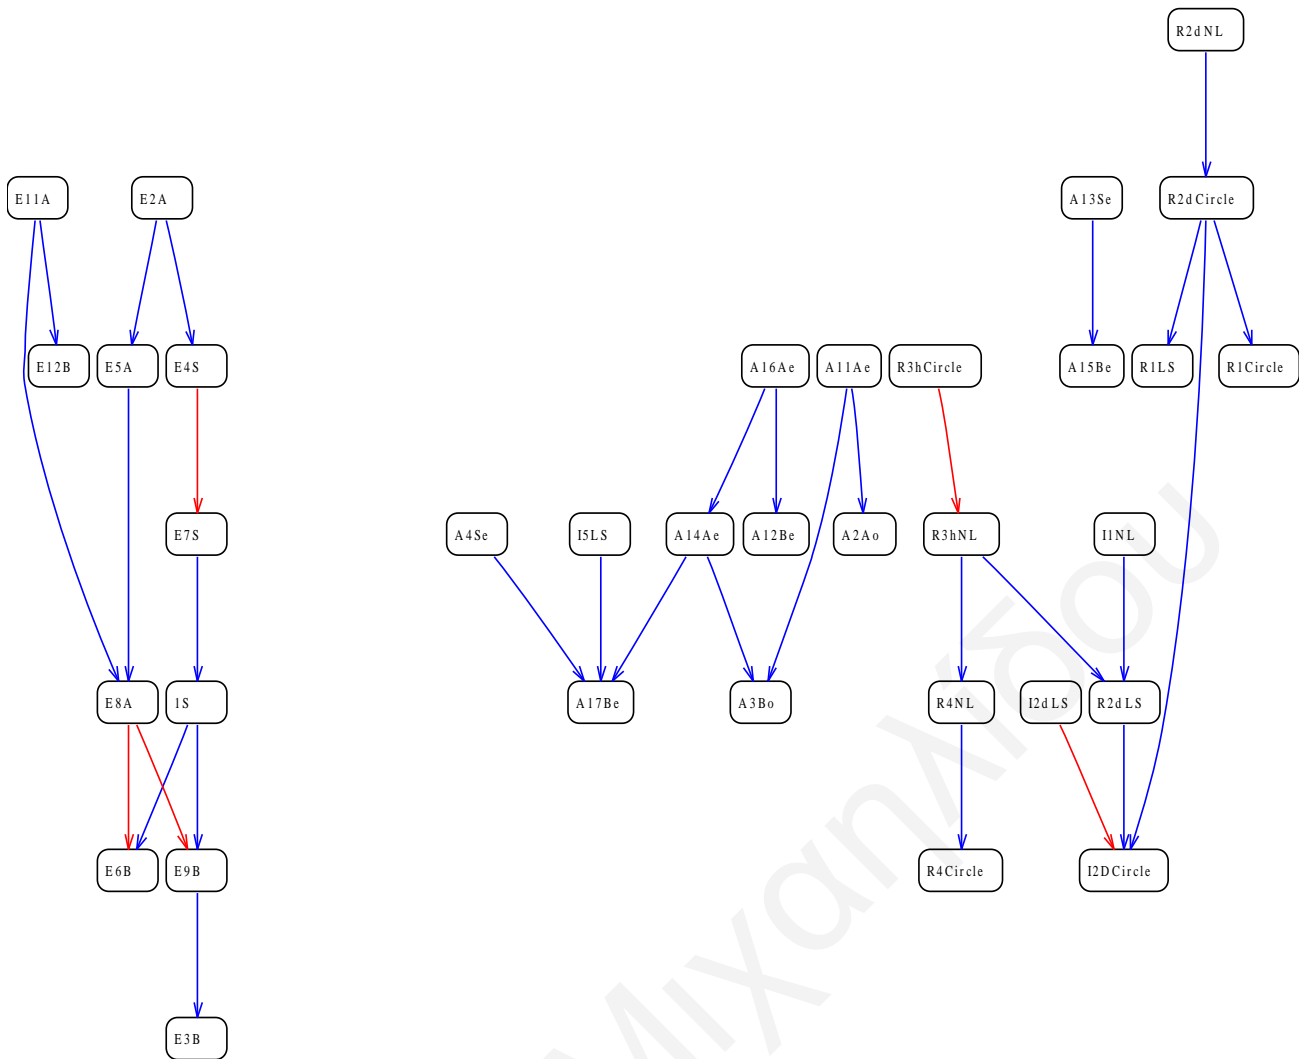 R2dNL
E11A
E2A
A13Se
R2dCircle
E12B
E5A
E4S
A16Ae
A11Ae
R3hCircle
A15Be
R1LS
R1Circle
E7S
A4Se
I5LS
A14Ae
A12Be
A2Ao
R3hNL
I1NL
E8A
1S
A17Be
A3Bo
R4NL
I2dLS
R2dLS
E6B
E9B
R4Circle
I2DCircle
E3B
Μιχαηλίδου